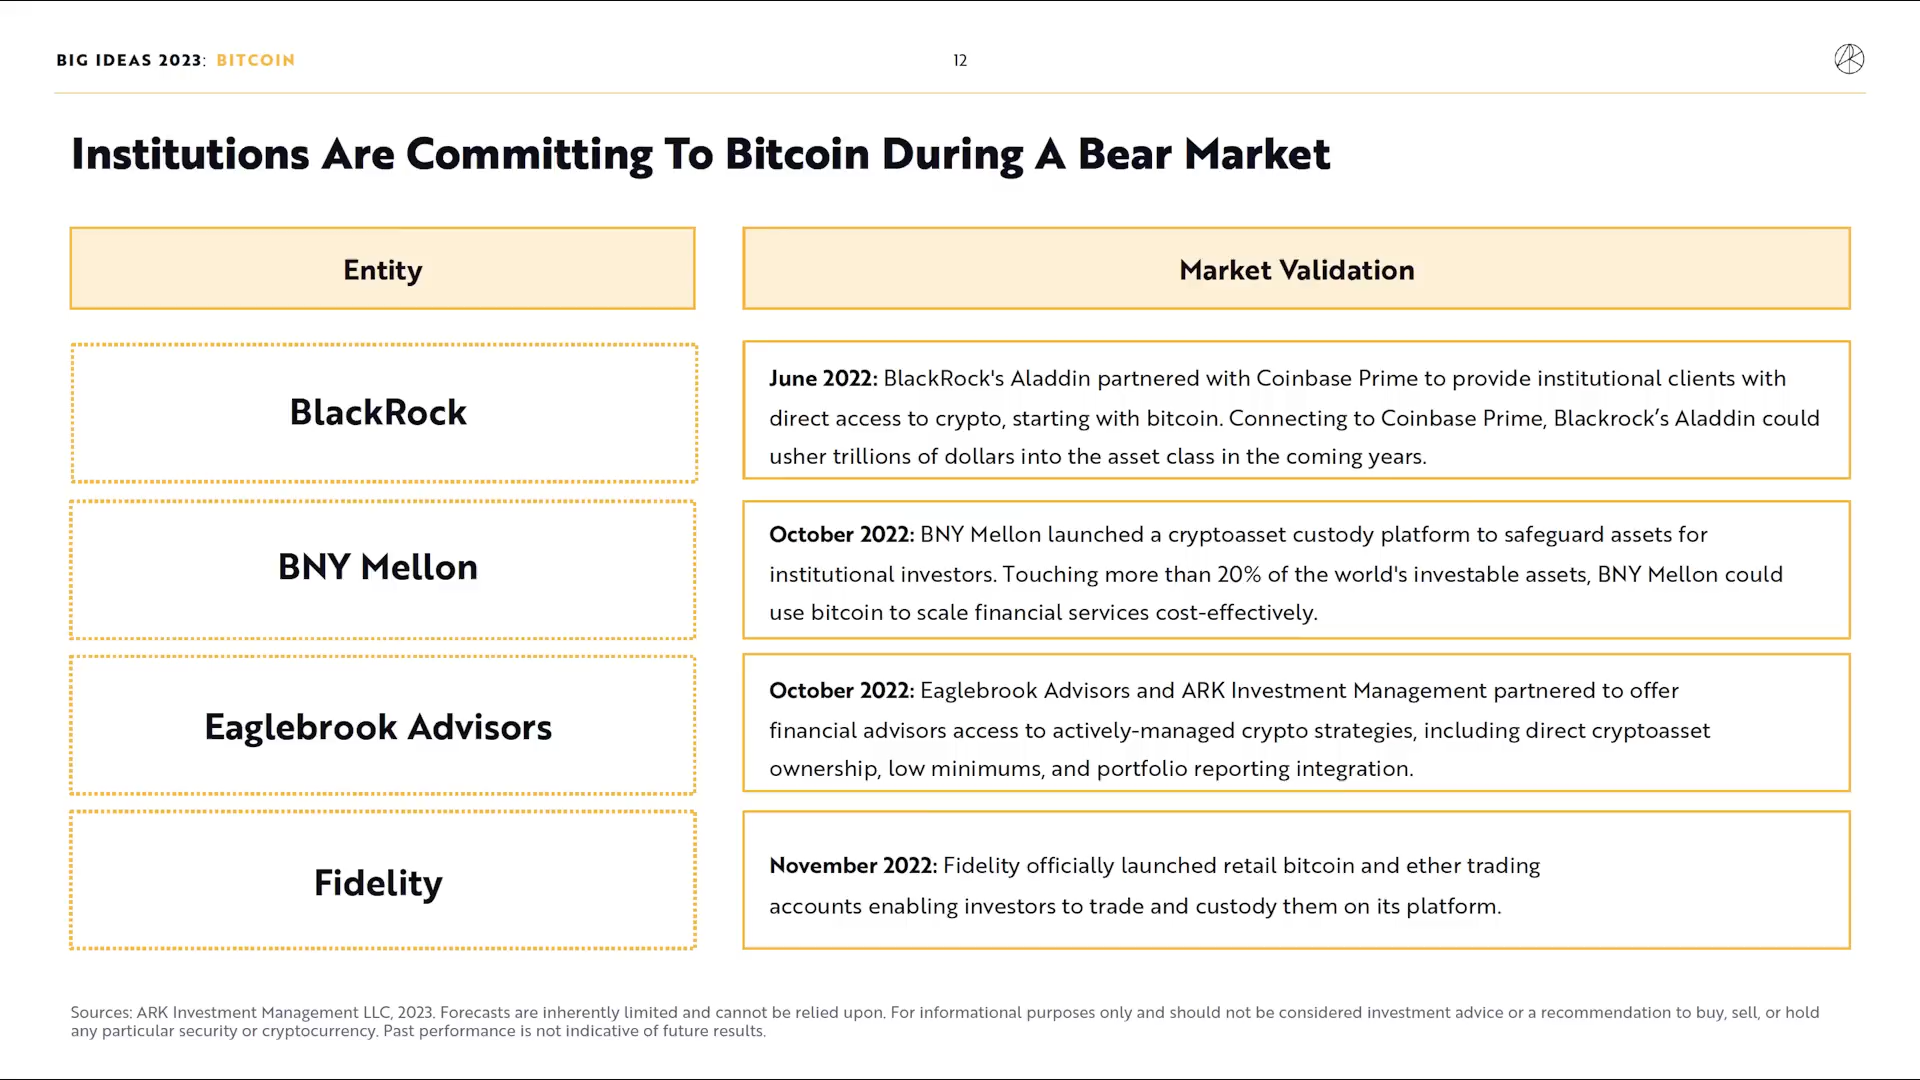 BIG IDEAS 2023: BITCOIN
12
Institutions Are Committing To Bitcoin During A Bear Market
Entity
Market Validation
BlackRock
June 2022: BlackRock's Aladdin partnered with Coinbase Prime to provide institutional clients with
direct access to crypto, starting with bitcoin. Connecting to Coinbase Prime, Blackrock’s Aladdin could
usher trillions of dollars into the asset class in the coming years.
BNY Mellon
October 2022: BNY Mellon launched a cryptoasset custody platform to safeguard assets for
institutional investors. Touching more than 20% of the world's investable assets, BNY Mellon could
use bitcoin to scale financial services cost-effectively.
Eaglebrook Advisors
October 2022: Eaglebrook Advisors and ARK Investment Management partnered to offer
financial advisors access to actively-managed crypto strategies, including direct cryptoasset
ownership, low minimums, and portfolio reporting integration.
Fidelity
November 2022: Fidelity officially launched retail bitcoin and ether trading
accounts enabling investors to trade and custody them on its platform.
Sources: ARK Investment Management LLC, 2023. Forecasts are inherently limited and cannot be relied upon. For informational purposes only and should not be considered investment advice or a recommendation to buy, sell, or hold
any particular security or cryptocurrency. Past performance is not indicative of future results.